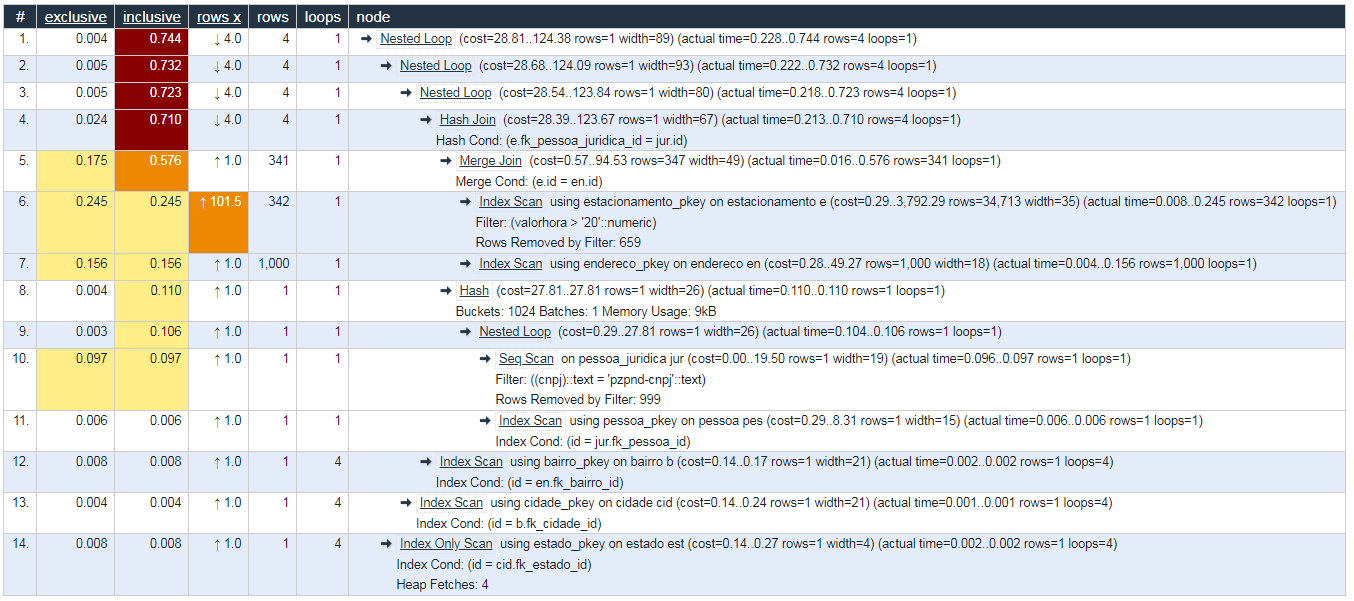 # exclusive inclusive rows x rows loops node
1. 0.004 0.744 ↓ 4.0 4 1 → Nested Loop (cost=28.81..124.38 rows=1 width=89) (actual time=0.228..0.744 rows=4 loops=1)
2. 0.005 0.732 ↓ 4.0 4 1 → Nested Loop (cost=28.68..124.09 rows=1 width=93) (actual time=0.222..0.732 rows=4 loops=1)
3. 0.005 0.723 ↓ 4.0 4 1 → Nested Loop (cost=28.54..123.84 rows=1 width=80) (actual time=0.218..0.723 rows=4 loops=1)
4. 0.024 0.710 ↓ 4.0 4 1 → Hash Join (cost=28.39..123.67 rows=1 width=67) (actual time=0.213..0.710 rows=4 loops=1)
Hash Cond: (e.fk_pessoa_juridica_id = jur.id)
5. 0.175 0.576 ↑ 1.0 341 1 → Merge Join (cost=0.57..94.53 rows=347 width=49) (actual time=0.016..0.576 rows=341 loops=1)
Merge Cond: (e.id = en.id)
6. 0.245 0.245 ↑ 101.5 342 1 → Index Scan using estacionamento_pkey on estacionamento e (cost=0.29..3,792.29 rows=34,713 width=35) (actual time=0.008..0.245 rows=342 loops=1)
Filter: (valorhora > '20'::numeric)
Rows Removed by Filter: 659
7. 0.156 0.156 ↑ 1.0 1,000 1 → Index Scan using endereco_pkey on endereco en (cost=0.28..49.27 rows=1,000 width=18) (actual time=0.004..0.156 rows=1,000 loops=1)
8. 0.004 0.110 ↑ 1.0 1 1 → Hash (cost=27.81..27.81 rows=1 width=26) (actual time=0.110..0.110 rows=1 loops=1)
Buckets: 1024 Batches: 1 Memory Usage: 9kB
9. 0.003 0.106 ↑ 1.0 1 1 → Nested Loop (cost=0.29..27.81 rows=1 width=26) (actual time=0.104..0.106 rows=1 loops=1)
10. 0.097 0.097 ↑ 1.0 1 1 → Seq Scan on pessoa_juridica jur (cost=0.00..19.50 rows=1 width=19) (actual time=0.096..0.097 rows=1 loops=1)
Filter: ((cnpj)::text = 'pzpnd-cnpj'::text)
Rows Removed by Filter: 999
11. 0.006 0.006 ↑ 1.0 1 1 → Index Scan using pessoa_pkey on pessoa pes (cost=0.29..8.31 rows=1 width=15) (actual time=0.006..0.006 rows=1 loops=1)
Index Cond: (id = jur.fk_pessoa_id)
12. 0.008 0.008 ↑ 1.0 1 4 → Index Scan using bairro_pkey on bairro b (cost=0.14..0.17 rows=1 width=21) (actual time=0.002..0.002 rows=1 loops=4)
Index Cond: (id = en.fk_bairro_id)
13. 0.004 0.004 ↑ 1.0 1 4 → Index Scan using cidade_pkey on cidade cid (cost=0.14..0.24 rows=1 width=21) (actual time=0.001..0.001 rows=1 loops=4)
Index Cond: (id = b.fk_cidade_id)
14. 0.008 0.008 ↑ 1.0 1 4 → Index Only Scan using estado_pkey on estado est (cost=0.14..0.27 rows=1 width=4) (actual time=0.002..0.002 rows=1 loops=4)
Index Cond: (id = cid.fk_estado_id)
Heap Fetches: 4